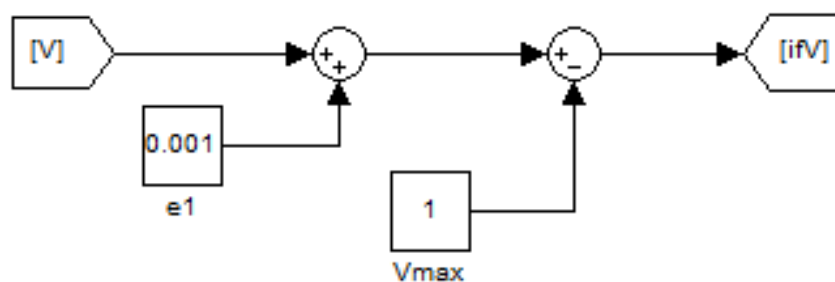 [V]
+
+
+
−
[ifV]
0.001
e1
1
Vmax